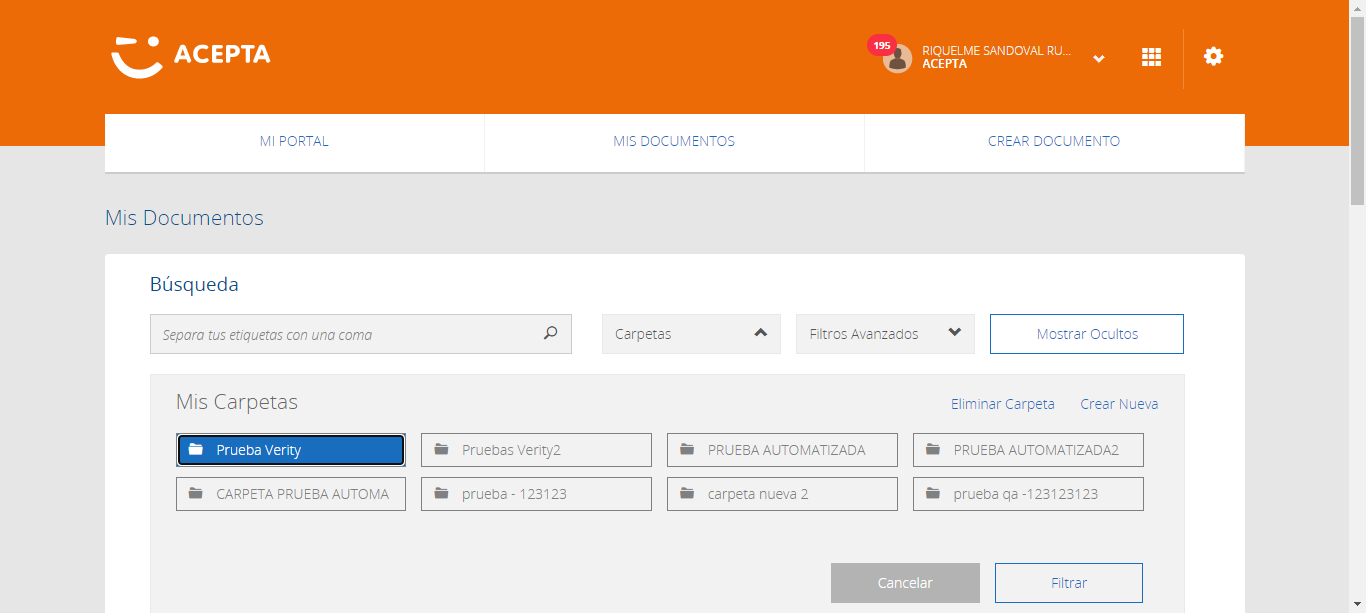 ACEPTA
195
RIQUELME SANDOVAL RU...
ACEPTA
MI PORTAL
MIS DOCUMENTOS
CREAR DOCUMENTO
Mis Documentos
Búsqueda
Separa tus etiquetas con una coma
Carpetas
Filtros Avanzados
Mostrar Ocultos
Mis Carpetas
Eliminar Carpeta
Crear Nueva
Prueba Verity
Pruebas Verity2
PRUEBA AUTOMATIZADA
PRUEBA AUTOMATIZADA2
CARPETA PRUEBA AUTOMA
prueba - 123123
carpeta nueva 2
prueba qa -123123123
Cancelar
Filtrar